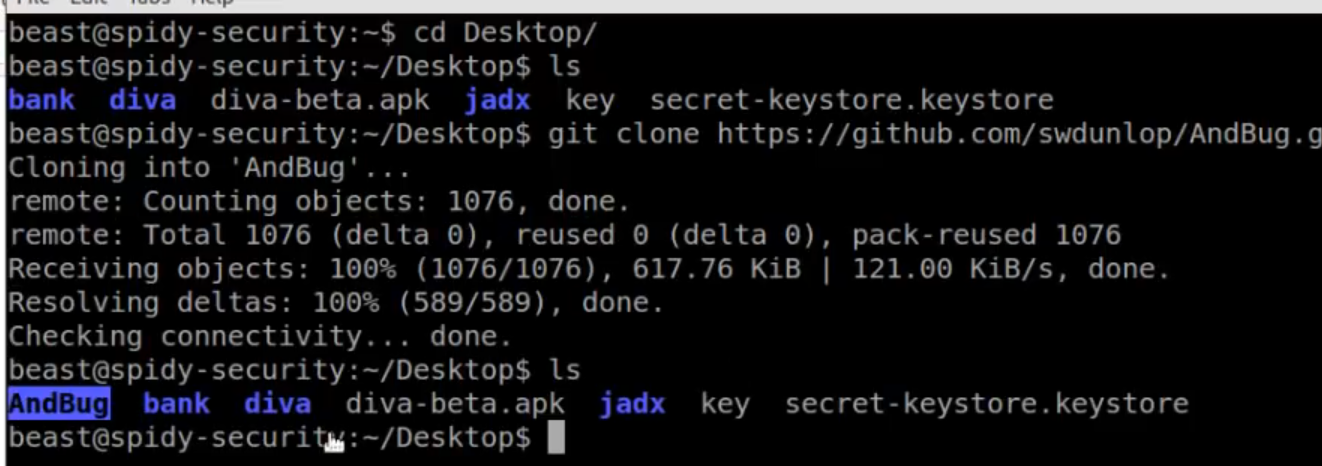 File Edit Tabs Help
beast@spidy-security:~$ cd Desktop/
beast@spidy-security:~/Desktop$ ls
bank  diva  diva-beta.apk  jadx  key  secret-keystore.keystore
beast@spidy-security:~/Desktop$ git clone https://github.com/swdunlop/AndBug.g
Cloning into 'AndBug'...
remote: Counting objects: 1076, done.
remote: Total 1076 (delta 0), reused 0 (delta 0), pack-reused 1076
Receiving objects: 100% (1076/1076), 617.76 KiB | 121.00 KiB/s, done.
Resolving deltas: 100% (589/589), done.
Checking connectivity... done.
beast@spidy-security:~/Desktop$ ls
AndBug  bank  diva  diva-beta.apk  jadx  key  secret-keystore.keystore
beast@spidy-security:~/Desktop$